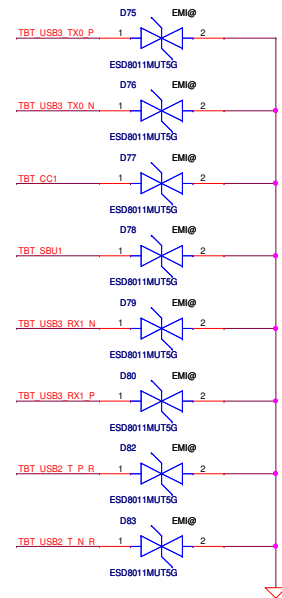 D75 EMI@
TBT_USB3_TX0_P 1 2
ESD8011MUT5G
D76 EMI@
TBT_USB3_TX0_N 1 2
ESD8011MUT5G
D77 EMI@
TBT_CC1 1 2
ESD8011MUT5G
D78 EMI@
TBT_SBU1 1 2
ESD8011MUT5G
D79 EMI@
TBT_USB3_RX1_N 1 2
ESD8011MUT5G
D80 EMI@
TBT_USB3_RX1_P 1 2
ESD8011MUT5G
D82 EMI@
TBT_USB2_T_P_R 1 2
ESD8011MUT5G
D83 EMI@
TBT_USB2_T_N_R 1 2
ESD8011MUT5G